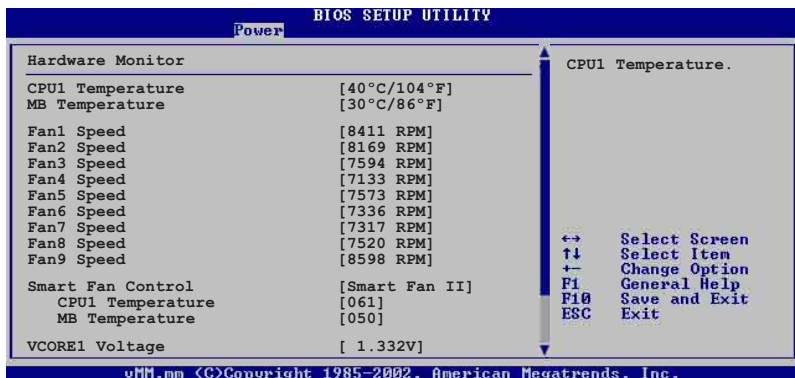 BIOS SETUP UTILITY
Power
Hardware Monitor
CPU1 Temperature [40°C/104°F]
MB Temperature [30°C/86°F]
Fan1 Speed [8411 RPM]
Fan2 Speed [8169 RPM]
Fan3 Speed [7594 RPM]
Fan4 Speed [7133 RPM]
Fan5 Speed [7573 RPM]
Fan6 Speed [7336 RPM]
Fan7 Speed [7317 RPM]
Fan8 Speed [7520 RPM]
Fan9 Speed [8598 RPM]
Smart Fan Control [Smart Fan II]
CPU1 Temperature [061]
MB Temperature [050]
VCORE1 Voltage [ 1.332V]
CPU1 Temperature.
↔ Select Screen
↑↓ Select Item
+- Change Option
F1 General Help
F10 Save and Exit
ESC Exit
vMM.mm (C)Copyright 1985-2002, American Megatrends, Inc.